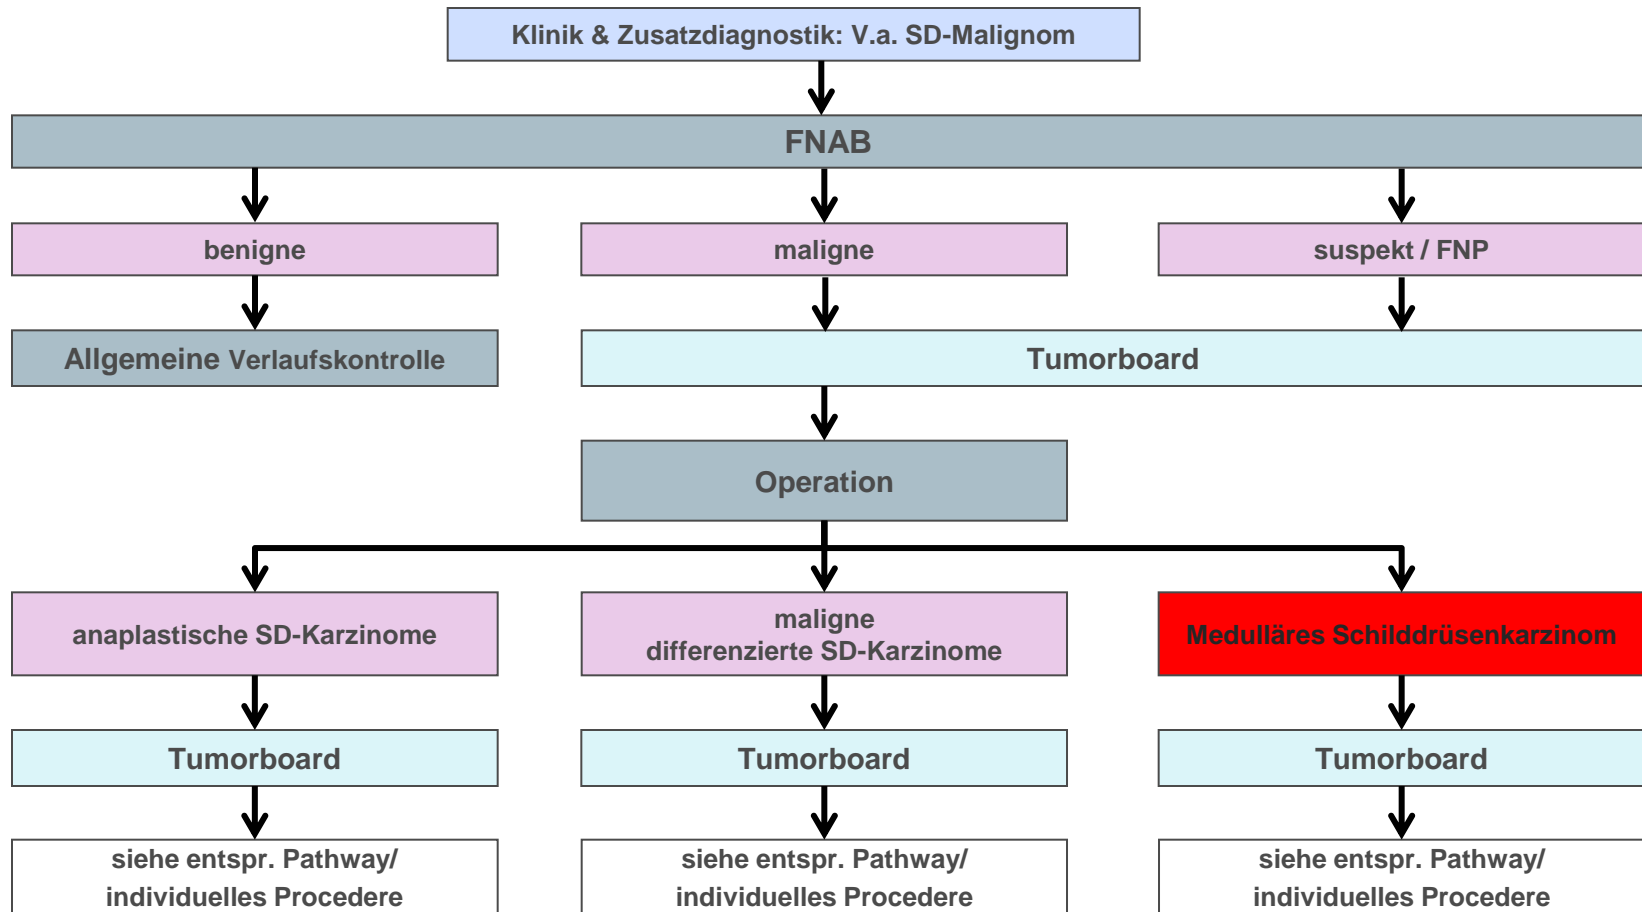 Klinik & Zusatzdiagnostik: V.a. SD-Malignom
FNAB
benigne
maligne
suspekt / FNP
Allgemeine Verlaufskontrolle
Tumorboard
Operation
anaplastische SD-Karzinome
maligne
differenzierte SD-Karzinome
Medulläres Schilddrüsenkarzinom
Tumorboard
Tumorboard
Tumorboard
siehe entspr. Pathway/
individuelles Procedere
siehe entspr. Pathway/
individuelles Procedere
siehe entspr. Pathway/
individuelles Procedere